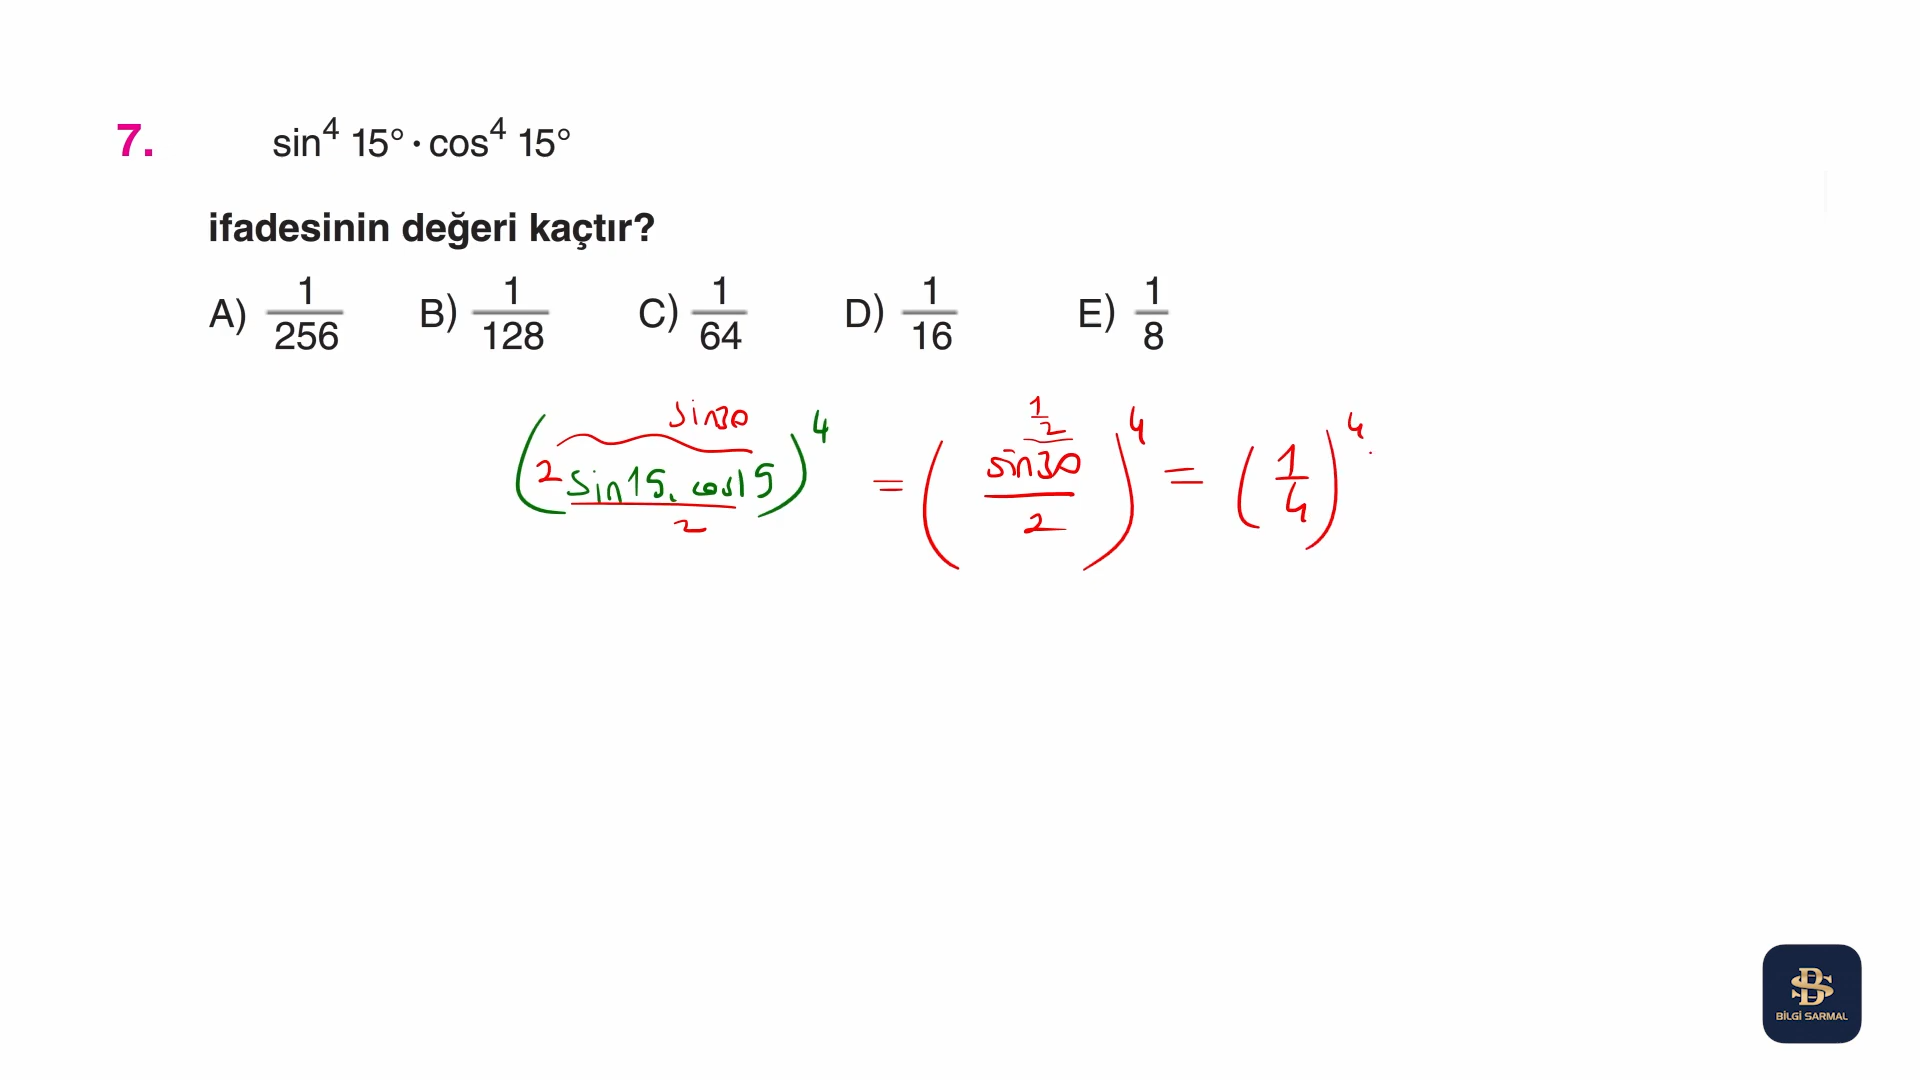 7. sin⁴ 15° · cos⁴ 15°
ifadesinin değeri kaçtır?
A) 1/256 B) 1/128 C) 1/64 D) 1/16 E) 1/8
sin30
(2 sin15. cos15 / 2)⁴ = (sin30 / 2)⁴ = (1/4)⁴
1/2
BİLGİ SARMAL